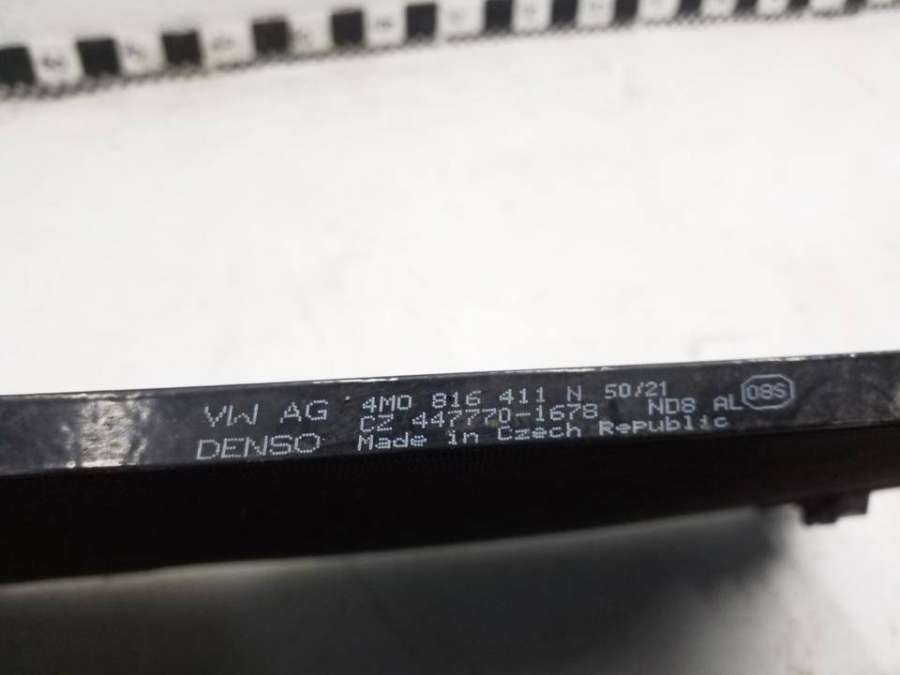 VW AG 4M0 816 411 N 50/21
CZ 447770-1678 ND8 AL 08S
DENSO Made in Czech Republic